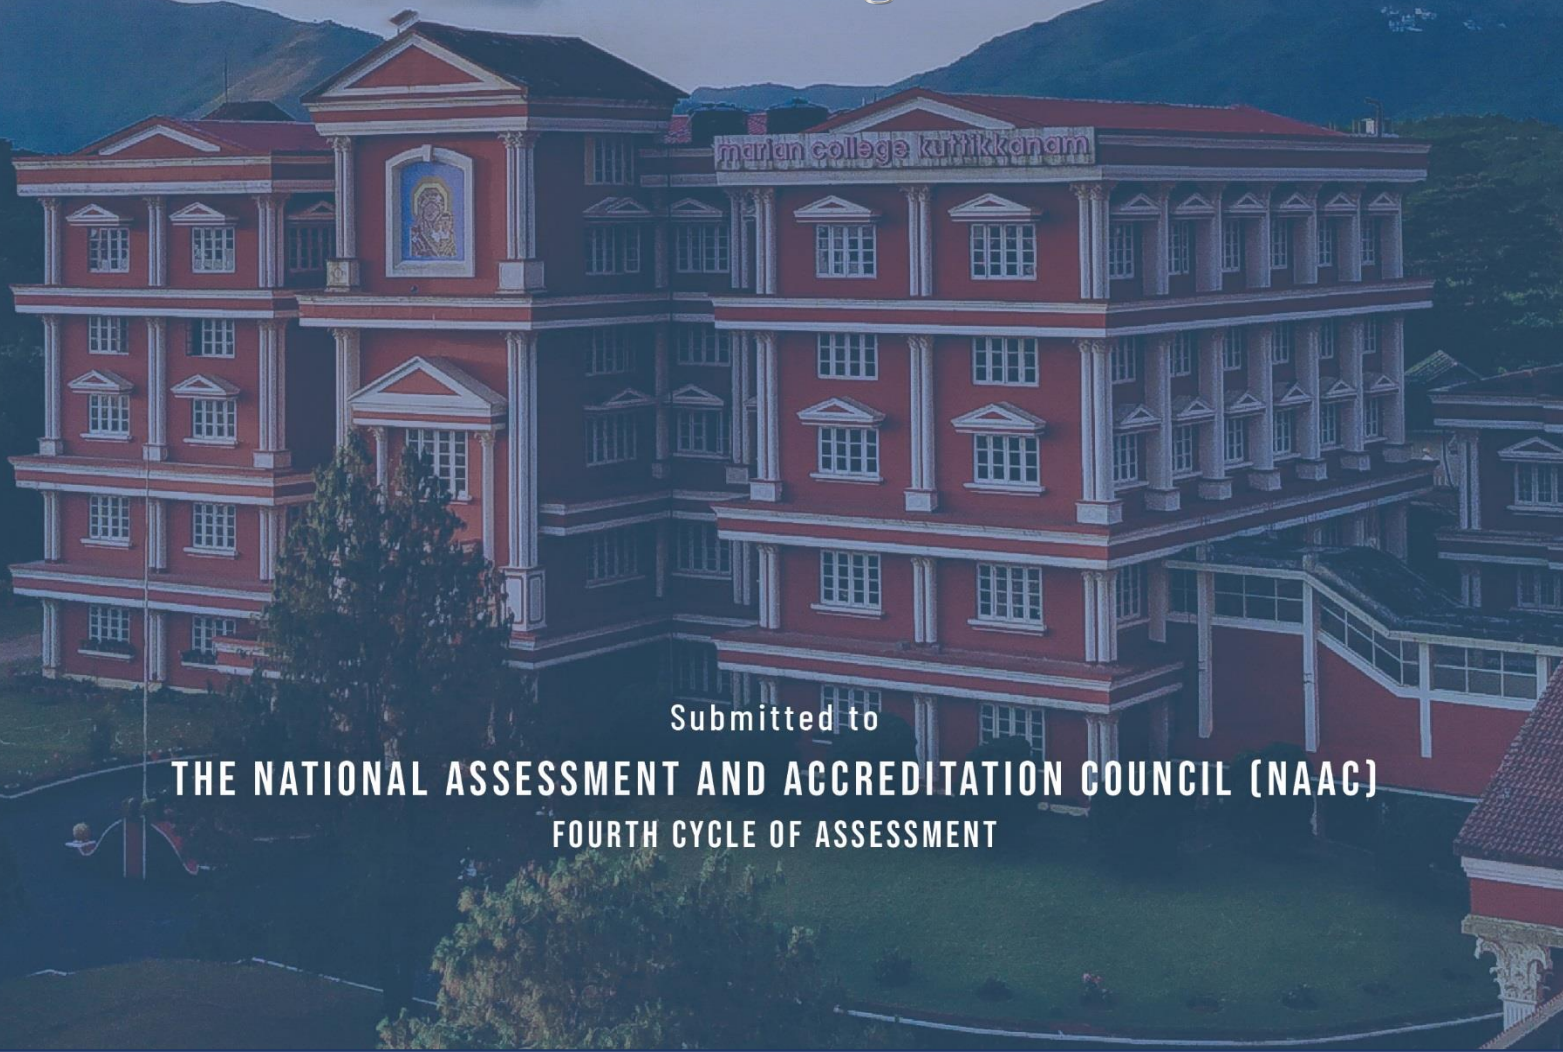 marian college kuttikkanam
Submitted to
THE NATIONAL ASSESSMENT AND ACCREDITATION COUNCIL (NAAC)
FOURTH CYCLE OF ASSESSMENT